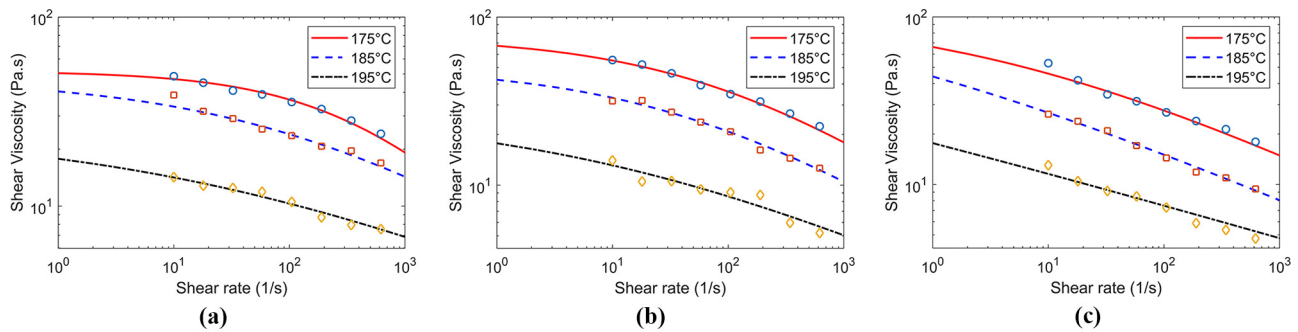 10²
175°C
185°C
195°C
Shear Viscosity (Pa.s)
10¹
10⁰ 10¹ 10² 10³
Shear rate (1/s)
(a)
10²
175°C
185°C
195°C
Shear Viscosity (Pa.s)
10¹
10⁰ 10¹ 10² 10³
Shear rate (1/s)
(b)
10²
175°C
185°C
195°C
Shear Viscosity (Pa.s)
10¹
10⁰ 10¹ 10² 10³
Shear rate (1/s)
(c)